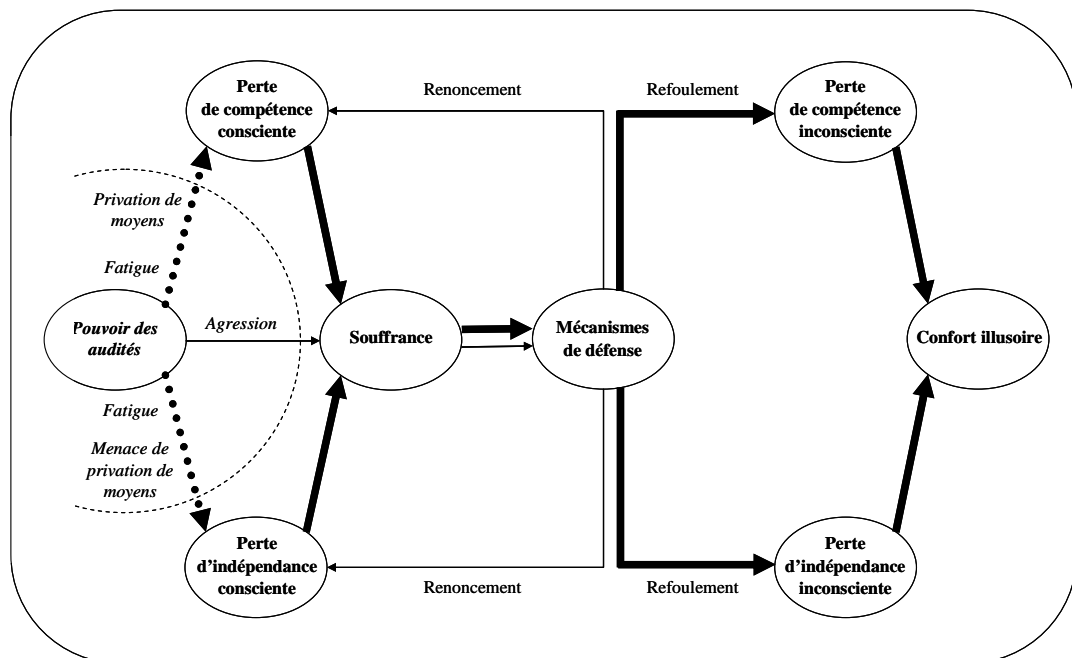 Perte
de compétence
consciente
Renoncement
Refoulement
Perte
de compétence
inconsciente
Privation de
moyens
Fatigue
Pouvoir des
audités
Agression
Souffrance
Mécanismes
de défense
Confort illusoire
Fatigue
Menace de
privation de
moyens
Perte
d'indépendance
consciente
Renoncement
Refoulement
Perte
d'indépendance
inconsciente